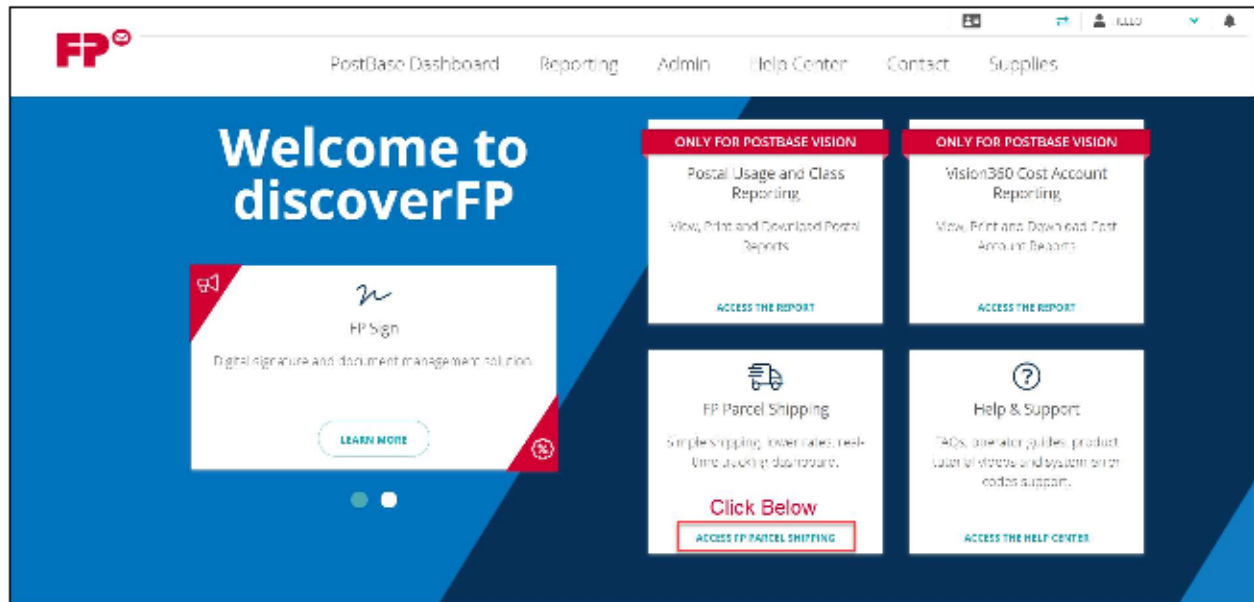 HELLO
FP
PostBase Dashboard Reporting Admin Help Center Contact Supplies
Welcome to
discoverFP
FP Sign
Digital signature and document management solution.
LEARN MORE
ONLY FOR POSTBASE VISION
Postal Usage and Class
Reporting
View, Print and Download Postal
Reports
ACCESS THE REPORT
ONLY FOR POSTBASE VISION
Vision360 Cost Account
Reporting
View, Print and Download Cost
Account Reports
ACCESS THE REPORT
FP Parcel Shipping
Simple shipping, lower rates, real-
time tracking dashboard.
Click Below
ACCESS FP PARCEL SHIPPING
Help & Support
FAQs, operator guides, product
tutorial videos and system error
codes support.
ACCESS THE HELP CENTER